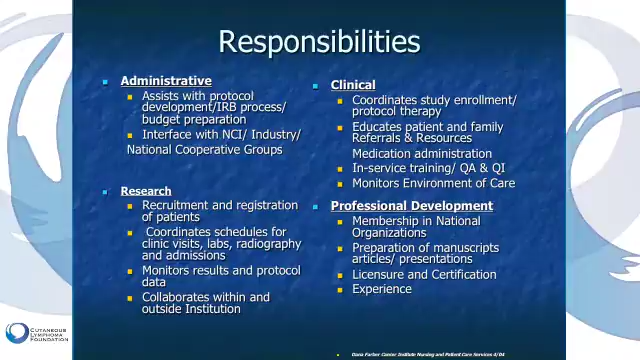 Responsibilities
Administrative
Assists with protocol
development/IRB process/
budget preparation
Interface with NCI/ Industry/
National Cooperative Groups
Research
Recruitment and registration
of patients
Coordinates schedules for
clinic visits, labs, radiography
and admissions
Monitors results and protocol
data
Collaborates within and
outside Institution
Clinical
Coordinates study enrollment/
protocol therapy
Educates patient and family
Referrals & Resources
Medication administration
In-service training/ QA & QI
Monitors Environment of Care
Professional Development
Membership in National
Organizations
Preparation of manuscripts
articles/ presentations
Licensure and Certification
Experience
Dana Farber Cancer Institute Nursing and Patient Care Services 4/04
CUTANEOUS
LYMPHOMA
FOUNDATION